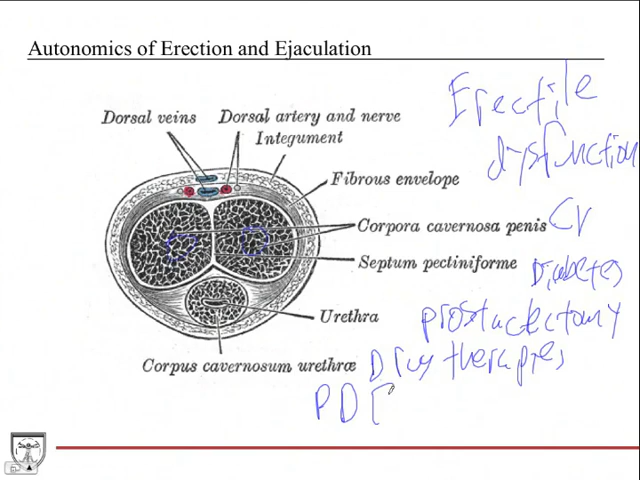 Autonomics of Erection and Ejaculation
Erectile
dysfunction
Dorsal veins
Dorsal artery and nerve
Integument
Fibrous envelope
Corpora cavernosa penis
CV
Septum pectiniforme
Diabetes
Urethra
prostatectomy
Corpus cavernosum urethræ
Drug therapies
PD